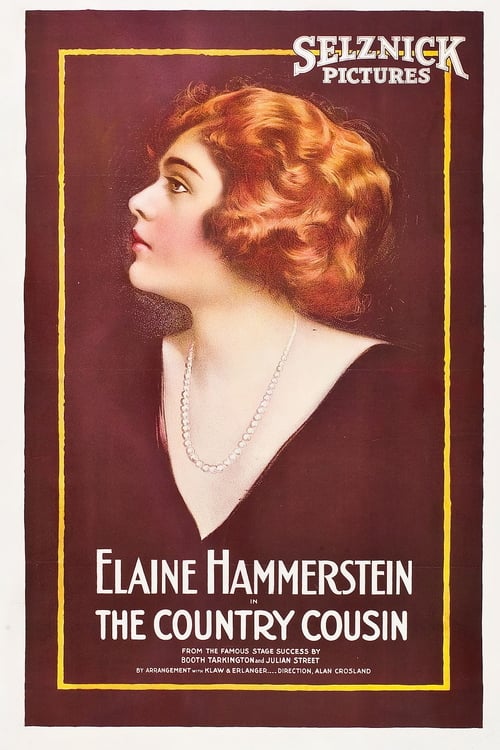 SELZNICK
PICTURES
ELAINE HAMMERSTEIN
IN
THE COUNTRY COUSIN
FROM THE FAMOUS STAGE SUCCESS BY
BOOTH TARKINGTON and JULIAN STREET
BY ARRANGEMENT WITH KLAW & ERLANGER.... DIRECTION, ALAN CROSLAND